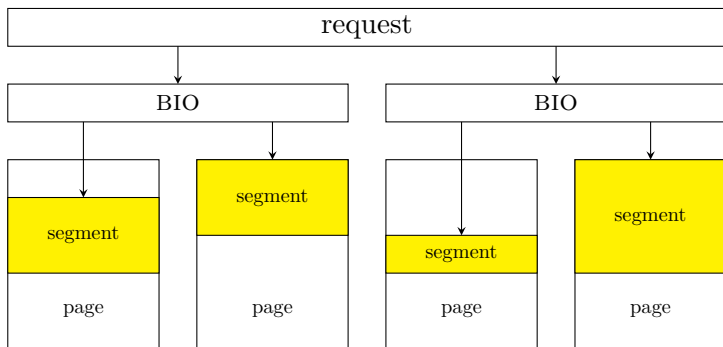 request
BIO
BIO
segment
segment
segment
segment
page
page
page
page